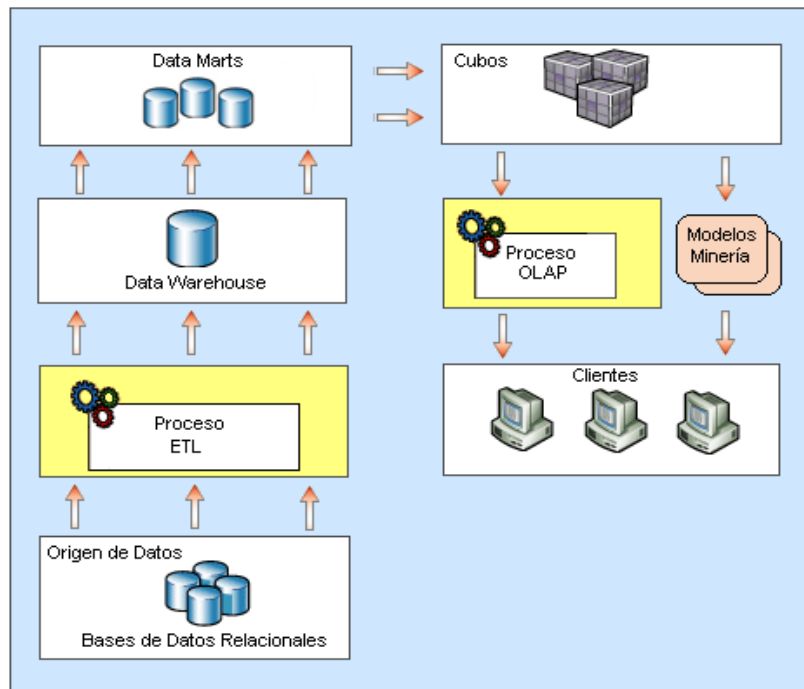 Data Marts
Cubos
Data Warehouse
Proceso
OLAP
Modelos
Minería
Proceso
ETL
Clientes
Origen de Datos
Bases de Datos Relacionales